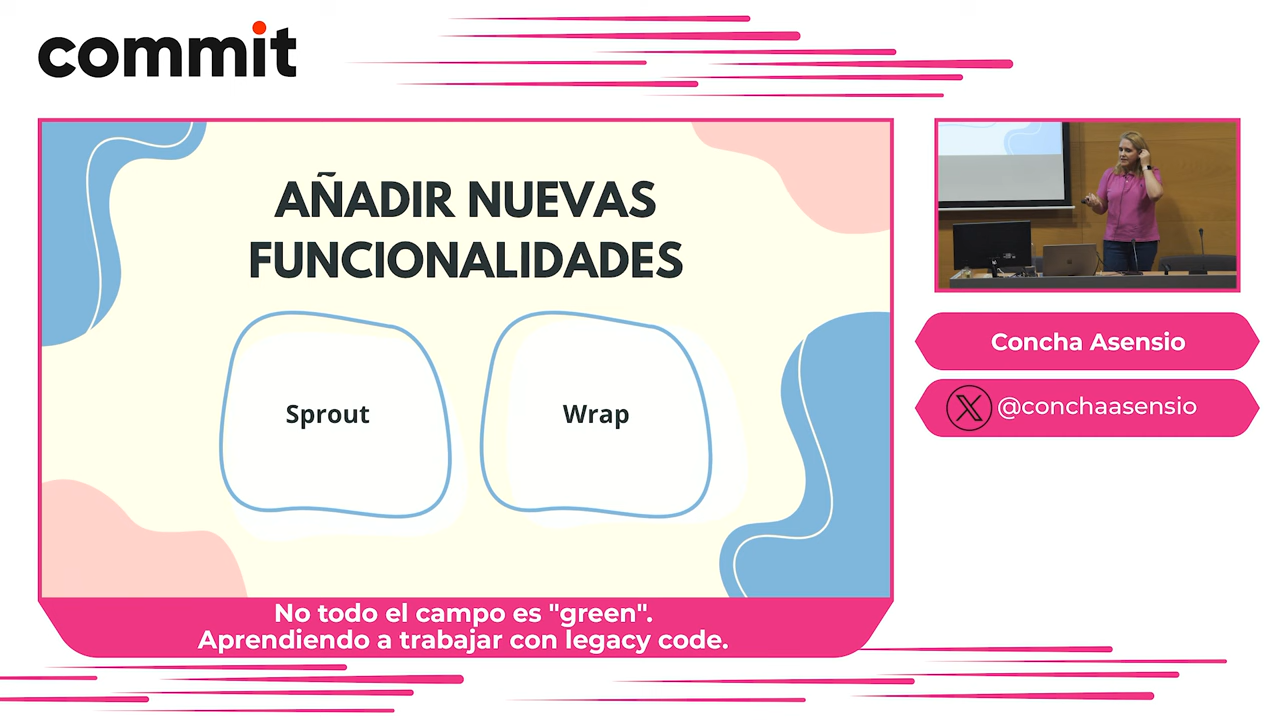 commit
AÑADIR NUEVAS
FUNCIONALIDADES
Sprout
Wrap
Concha Asensio
@conchaasensio
No todo el campo es "green".
Aprendiendo a trabajar con legacy code.